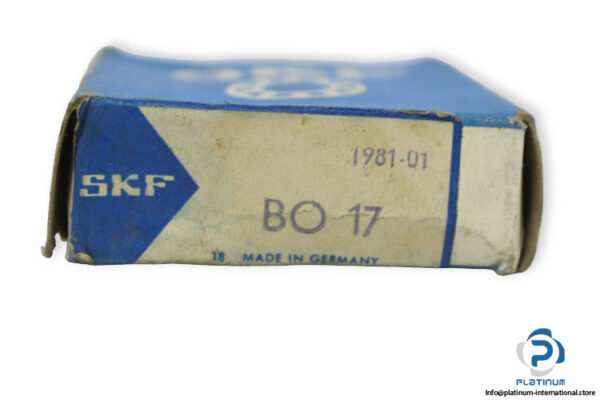 1981-01
SKF
BO 17
18 MADE IN GERMANY
PLATINUM
Info@platinum-international.store